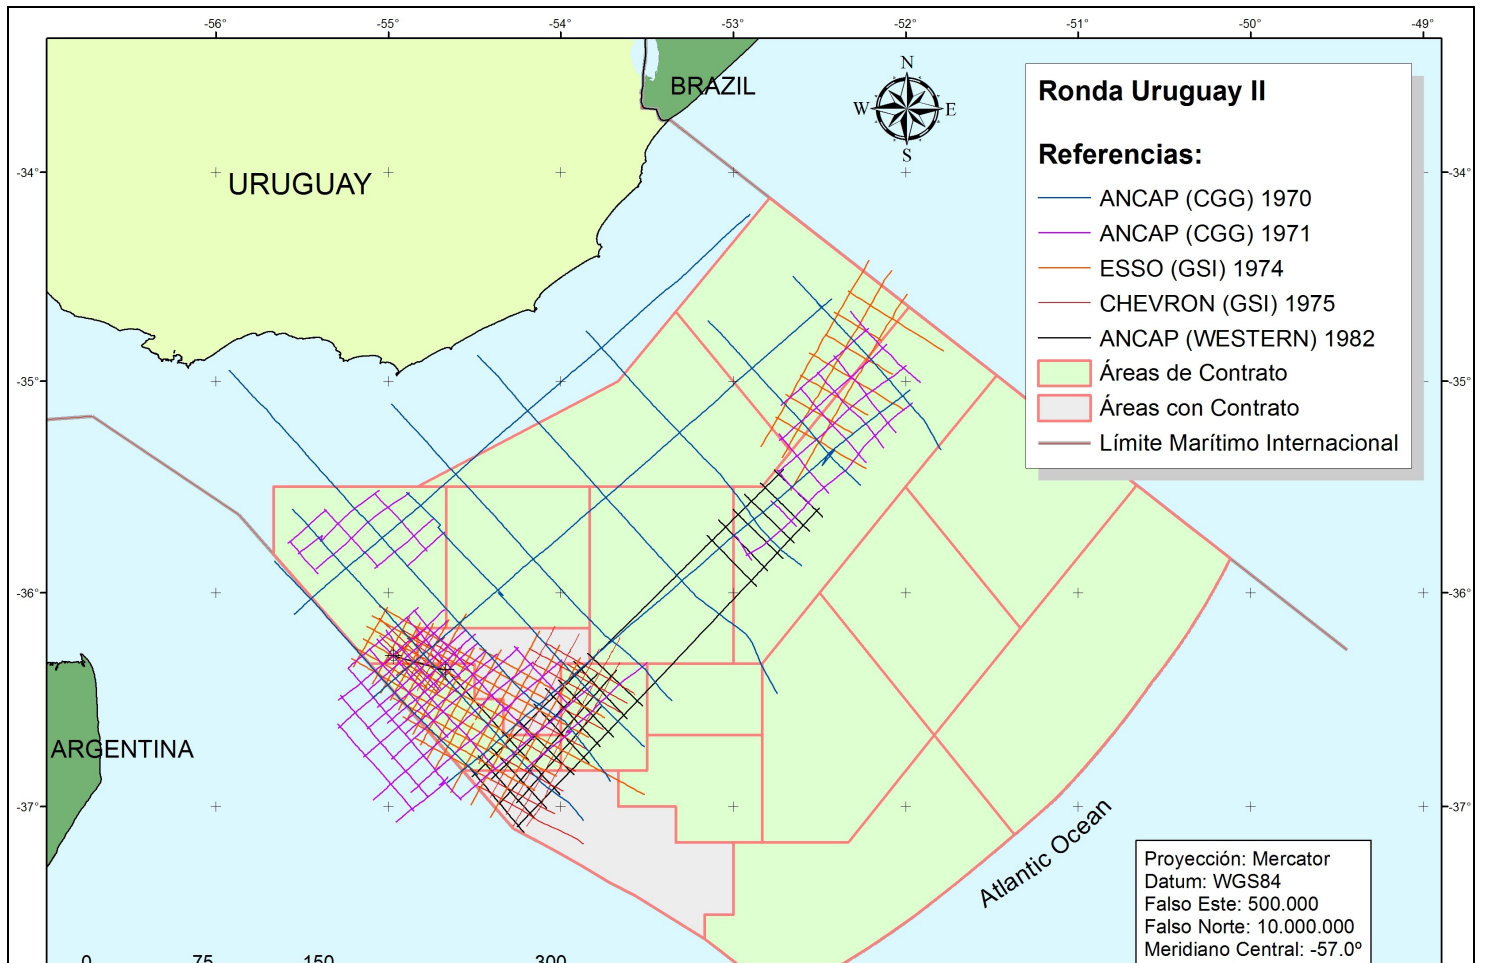 -56°
-55°
-54°
-53°
-52°
-51°
-50°
-49°
BRAZIL
N
W
E
S
Ronda Uruguay II
Referencias:
ANCAP (CGG) 1970
ANCAP (CGG) 1971
ESSO (GSI) 1974
CHEVRON (GSI) 1975
ANCAP (WESTERN) 1982
Áreas de Contrato
Áreas con Contrato
Límite Marítimo Internacional
-34°
-34°
URUGUAY
-35°
-35°
-36°
-36°
ARGENTINA
-37°
-37°
Atlantic Ocean
Proyección: Mercator
Datum: WGS84
Falso Este: 500.000
Falso Norte: 10.000.000
Meridiano Central: -57.0º
0
75
150
300